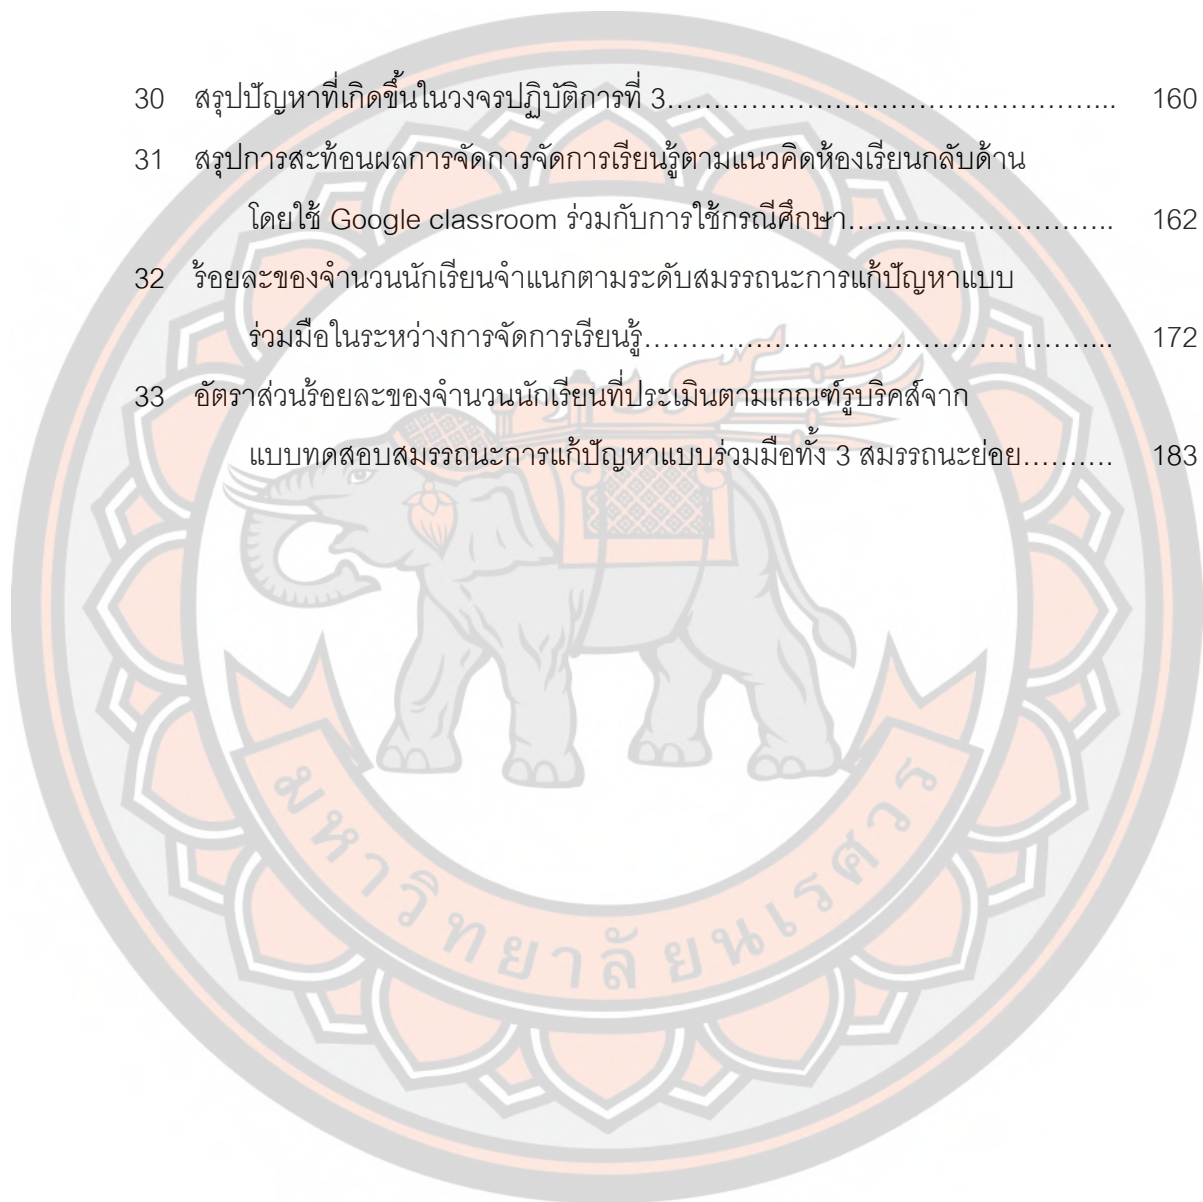 30 สรุปปัญหาที่เกิดขึ้นในวงจรปฏิบัติการที่ 3……………………………..…………... 160
31 สรุปการสะท้อนผลการจัดการจัดการเรียนรู้ตามแนวคิดห้องเรียนกลับด้าน
โดยใช้ Google classroom ร่วมกับการใช้กรณีศึกษา……………………….. 162
32 ร้อยละของจำนวนนักเรียนจำแนกตามระดับสมรรถนะการแก้ปัญหาแบบ
ร่วมมือในระหว่างการจัดการเรียนรู้………………………………………….... 172
33 อัตราส่วนร้อยละของจำนวนนักเรียนที่ประเมินตามเกณฑ์รูบริคส์จาก
แบบทดสอบสมรรถนะการแก้ปัญหาแบบร่วมมือทั้ง 3 สมรรถนะย่อย………. 183
มหาวิทยาลัยนเรศวร